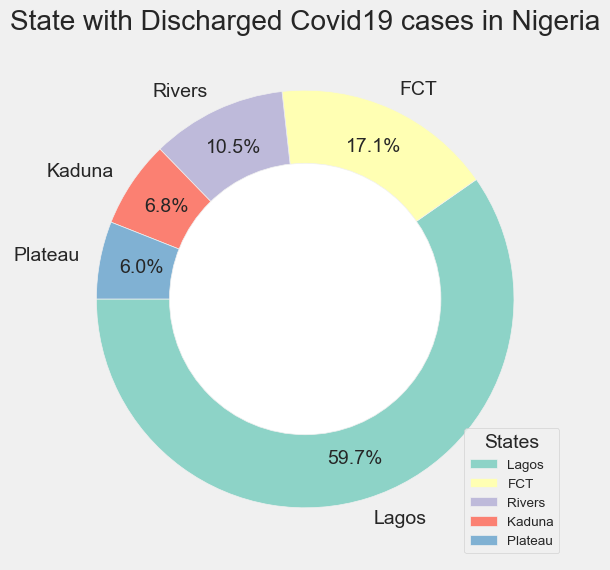 State with Discharged Covid19 cases in Nigeria
Rivers
FCT
10.5%
17.1%
Kaduna
6.8%
Plateau
6.0%
59.7%
Lagos
States
Lagos
FCT
Rivers
Kaduna
Plateau